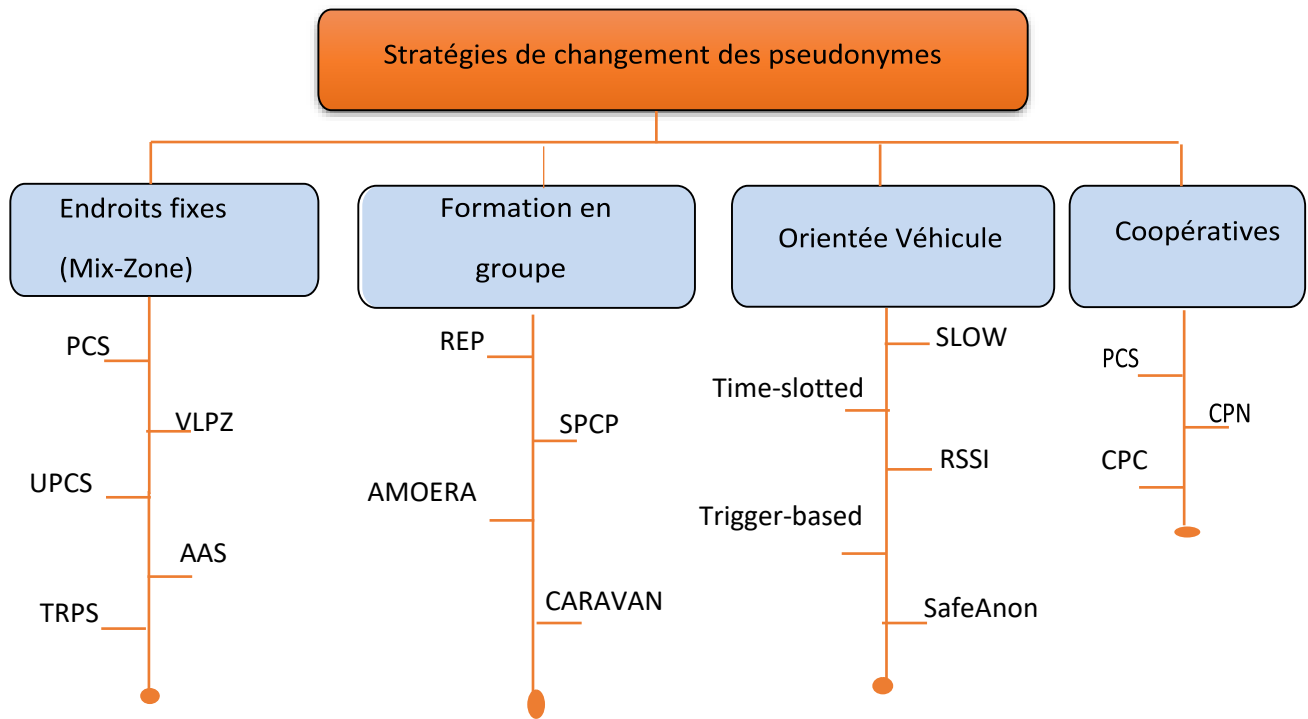 Stratégies de changement des pseudonymes
Endroits fixes
(Mix-Zone)
PCS
VLPZ
UPCS
AAS
TRPS
Formation en
groupe
REP
SPCP
AMOERA
CARAVAN
Orientée Véhicule
SLOW
Time-slotted
RSSI
Trigger-based
SafeAnon
Coopératives
PCS
CPN
CPC